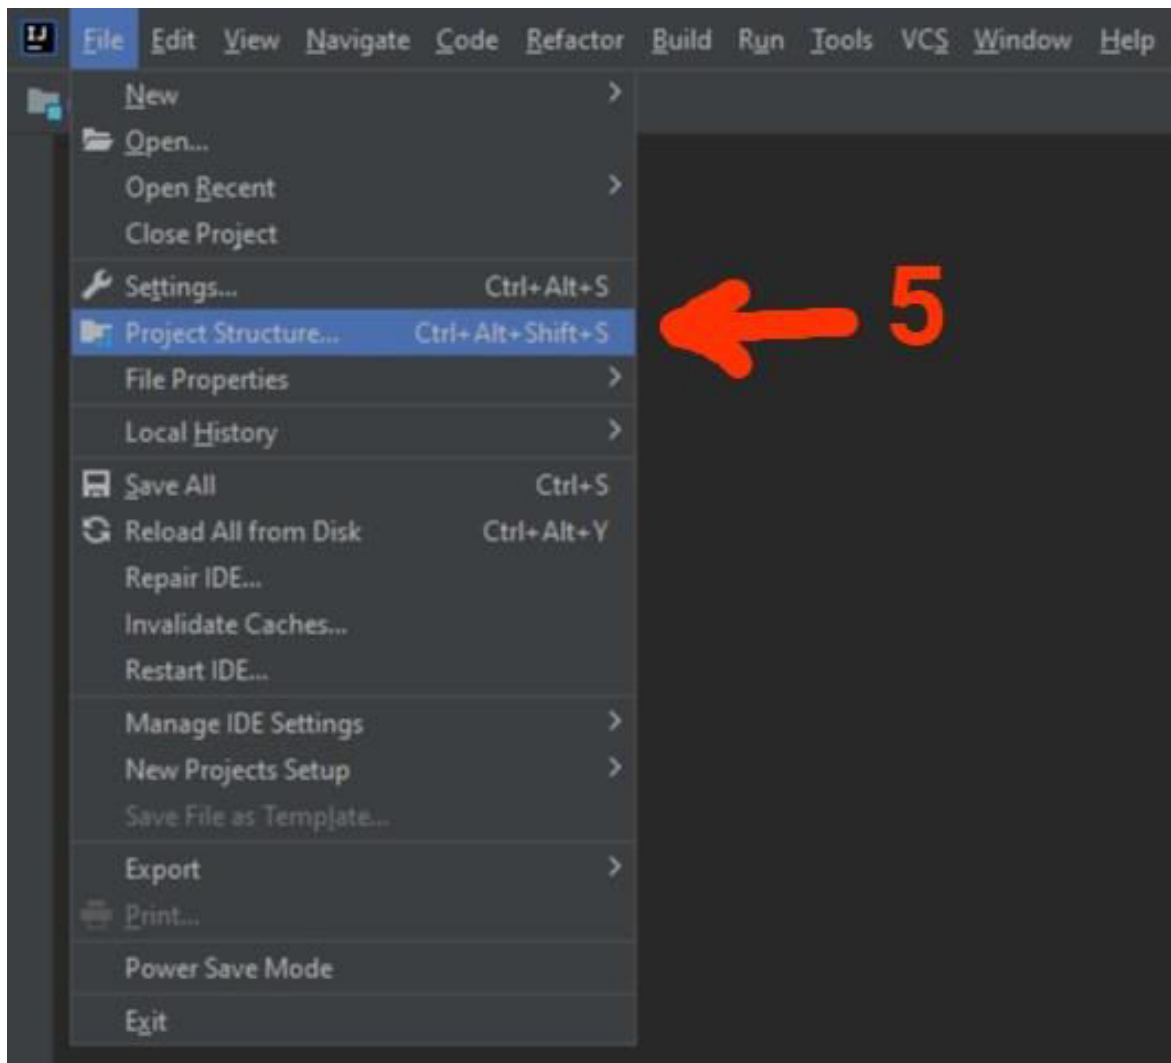 IJ File Edit View Navigate Code Refactor Build Run Tools VCS Window Help
New
Open...
Open Recent
Close Project
Settings... Ctrl+Alt+S
Project Structure... Ctrl+Alt+Shift+S
5
File Properties
Local History
Save All Ctrl+S
Reload All from Disk Ctrl+Alt+Y
Repair IDE...
Invalidate Caches...
Restart IDE...
Manage IDE Settings
New Projects Setup
Save File as Template...
Export
Print...
Power Save Mode
Exit